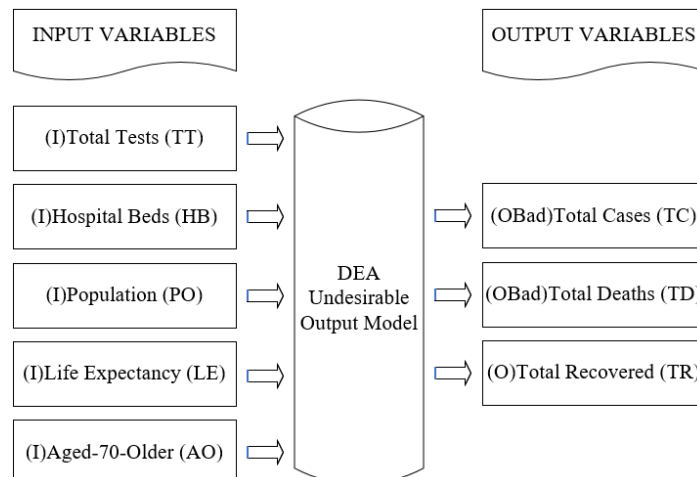 INPUT VARIABLES
OUTPUT VARIABLES
(I)Total Tests (TT)
(I)Hospital Beds (HB)
(I)Population (PO)
(I)Life Expectancy (LE)
(I)Aged-70-Older (AO)
DEA
Undesirable
Output Model
(OBad)Total Cases (TC)
(OBad)Total Deaths (TD)
(O)Total Recovered (TR)